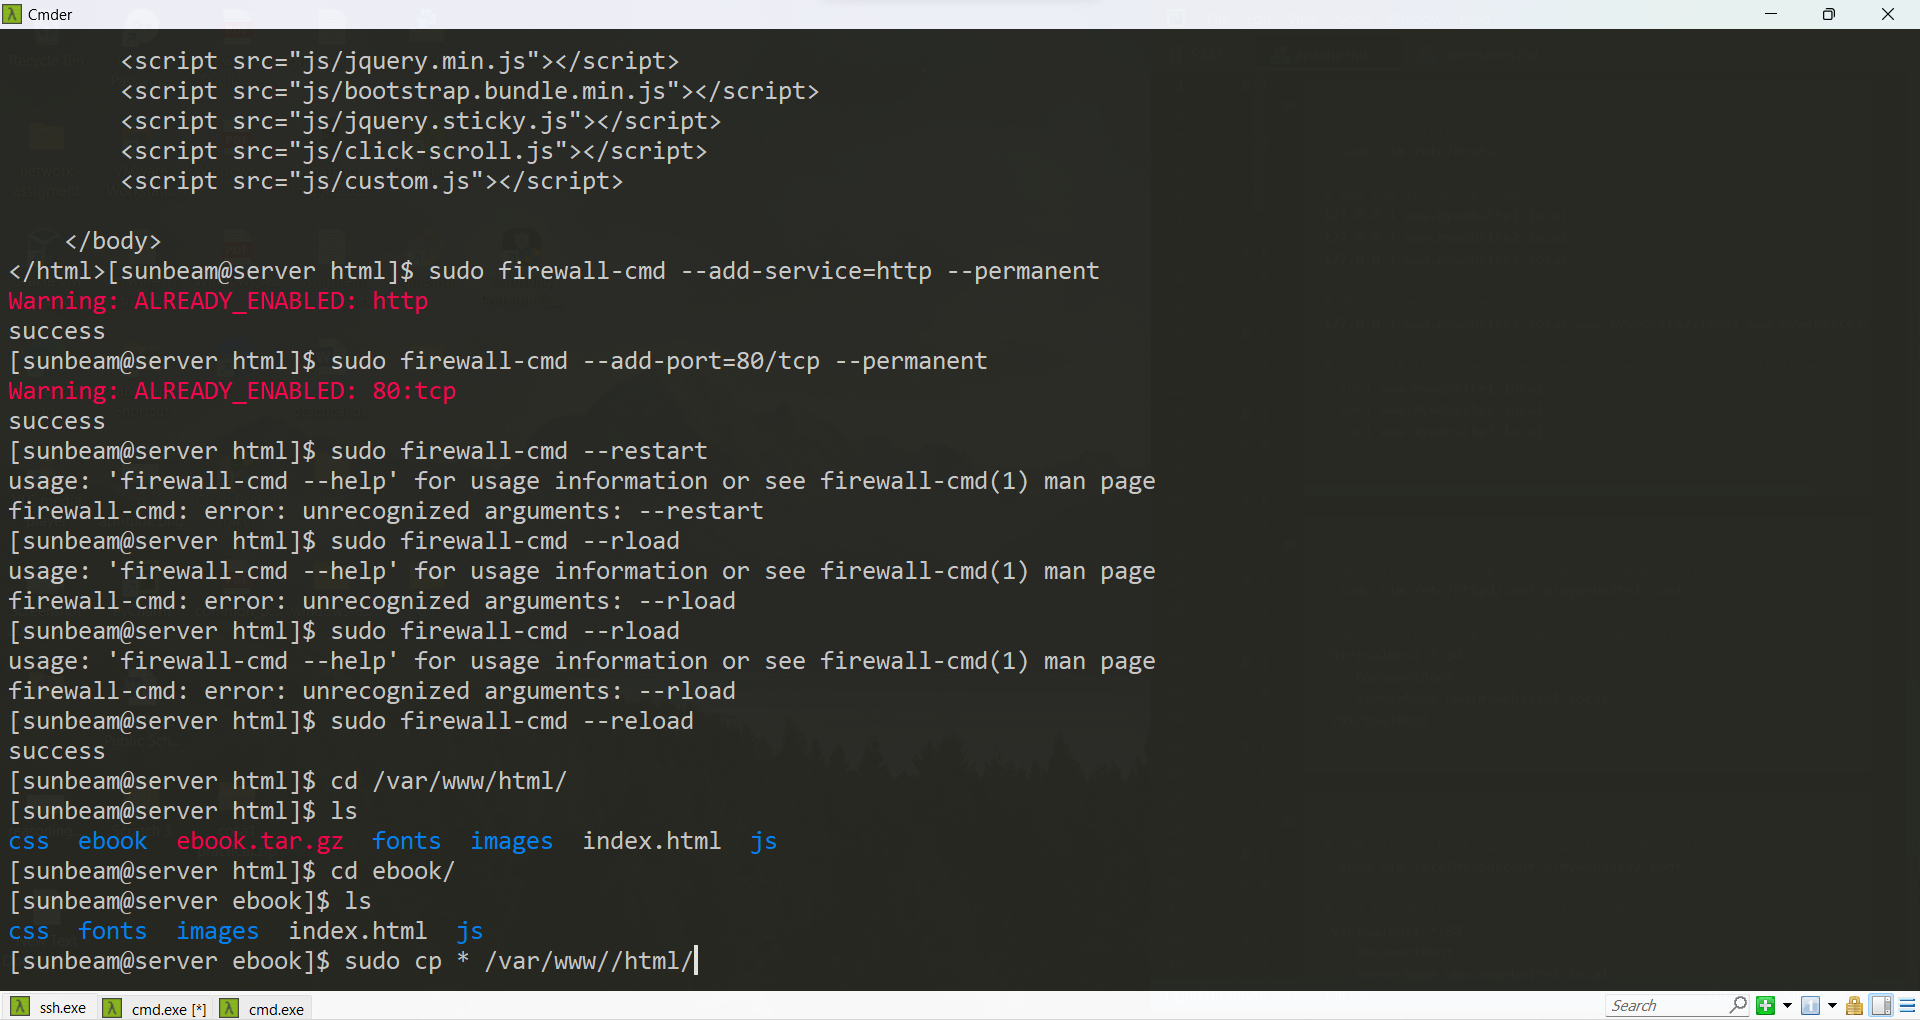 Cmder
<script src="js/jquery.min.js"></script>
<script src="js/bootstrap.bundle.min.js"></script>
<script src="js/jquery.sticky.js"></script>
<script src="js/click-scroll.js"></script>
<script src="js/custom.js"></script>
</body>
</html>[sunbeam@server html]$ sudo firewall-cmd --add-service=http --permanent
Warning: ALREADY_ENABLED: http
success
[sunbeam@server html]$ sudo firewall-cmd --add-port=80/tcp --permanent
Warning: ALREADY_ENABLED: 80:tcp
success
[sunbeam@server html]$ sudo firewall-cmd --restart
usage: 'firewall-cmd --help' for usage information or see firewall-cmd(1) man page
firewall-cmd: error: unrecognized arguments: --restart
[sunbeam@server html]$ sudo firewall-cmd --rload
usage: 'firewall-cmd --help' for usage information or see firewall-cmd(1) man page
firewall-cmd: error: unrecognized arguments: --rload
[sunbeam@server html]$ sudo firewall-cmd --rload
usage: 'firewall-cmd --help' for usage information or see firewall-cmd(1) man page
firewall-cmd: error: unrecognized arguments: --rload
[sunbeam@server html]$ sudo firewall-cmd --reload
success
[sunbeam@server html]$ cd /var/www/html/
[sunbeam@server html]$ ls
css ebook ebook.tar.gz fonts images index.html js
[sunbeam@server html]$ cd ebook/
[sunbeam@server ebook]$ ls
css fonts images index.html js
[sunbeam@server ebook]$ sudo cp * /var/www//html/
ssh.exe cmd.exe [*] cmd.exe Search